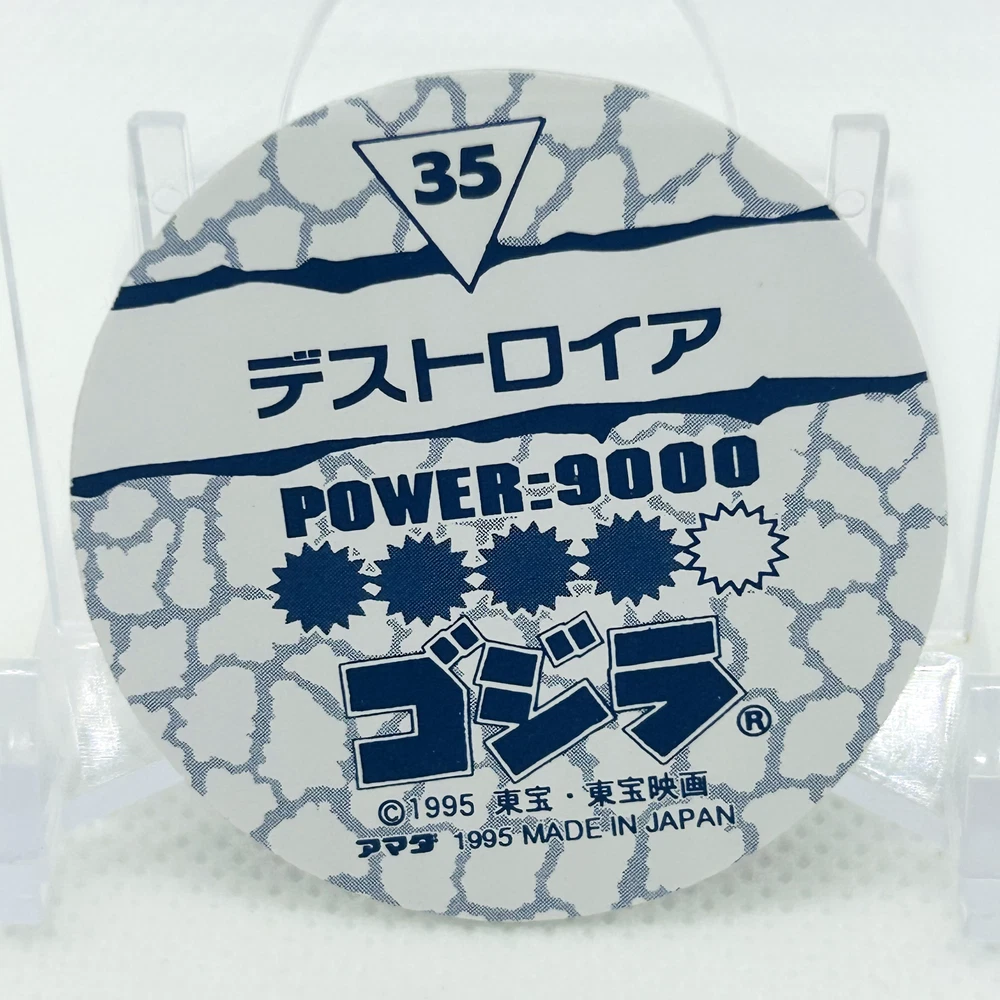 35
デストロイア
POWER:9000
ゴジラ®
©1995 東宝・東宝映画
アマダ 1995 MADE IN JAPAN